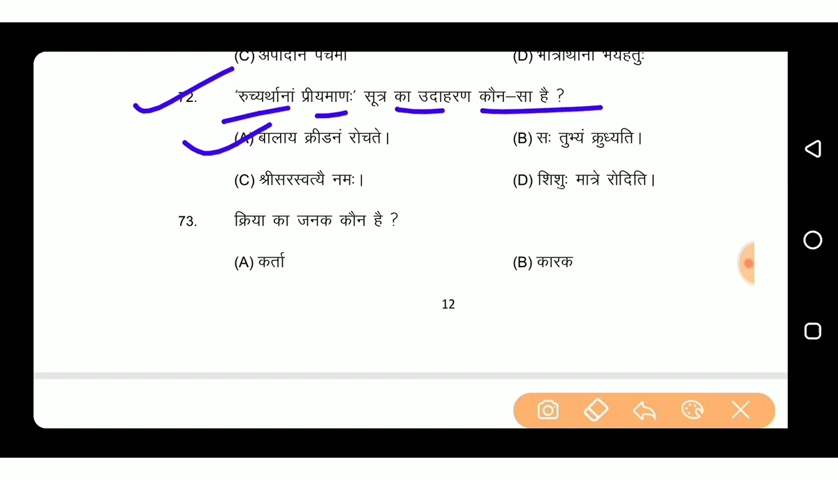 (C) अपादाने पंचमी (D) भीत्रार्थानां भयहेतुः
72. 'रुच्यर्थानां प्रीयमाणः' सूत्र का उदाहरण कौन–सा है ?
(A) बालाय क्रीडनं रोचते। (B) सः तुभ्यं क्रुध्यति।
(C) श्रीसरस्वत्यै नमः। (D) शिशुः मात्रे रोदिति।
73. क्रिया का जनक कौन है ?
(A) कर्ता (B) कारक
12